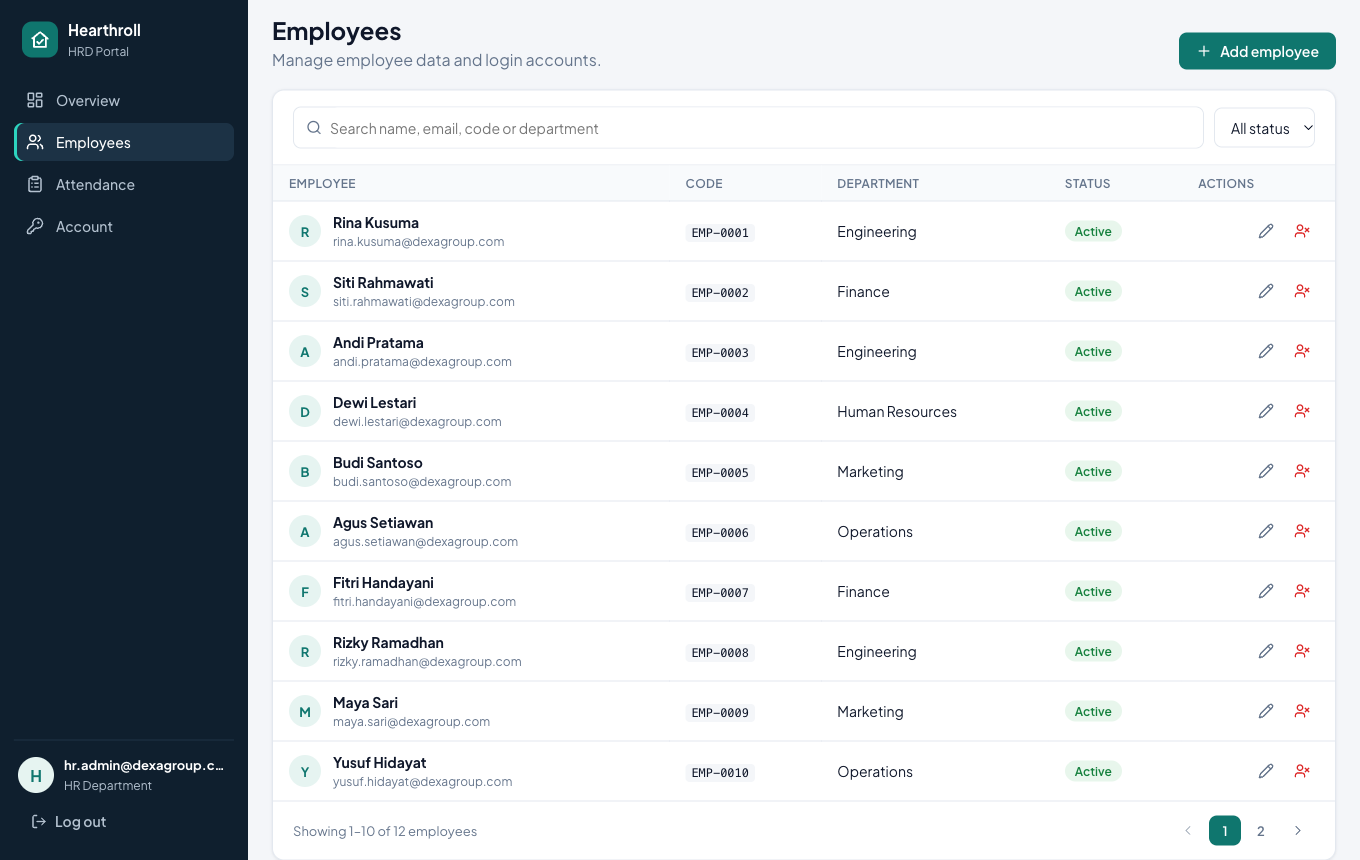 Hearthroll
HRD Portal
Overview
Employees
Attendance
Account
hr.admin@dexagroup.c…
HR Department
Log out
Employees
Manage employee data and login accounts.
Add employee
Search name, email, code or department
All status
EMPLOYEE CODE DEPARTMENT STATUS ACTIONS
R Rina Kusuma EMP-0001 Engineering Active
rina.kusuma@dexagroup.com
S Siti Rahmawati EMP-0002 Finance Active
siti.rahmawati@dexagroup.com
A Andi Pratama EMP-0003 Engineering Active
andi.pratama@dexagroup.com
D Dewi Lestari EMP-0004 Human Resources Active
dewi.lestari@dexagroup.com
B Budi Santoso EMP-0005 Marketing Active
budi.santoso@dexagroup.com
A Agus Setiawan EMP-0006 Operations Active
agus.setiawan@dexagroup.com
F Fitri Handayani EMP-0007 Finance Active
fitri.handayani@dexagroup.com
R Rizky Ramadhan EMP-0008 Engineering Active
rizky.ramadhan@dexagroup.com
M Maya Sari EMP-0009 Marketing Active
maya.sari@dexagroup.com
Y Yusuf Hidayat EMP-0010 Operations Active
yusuf.hidayat@dexagroup.com
Showing 1–10 of 12 employees
1 2
H